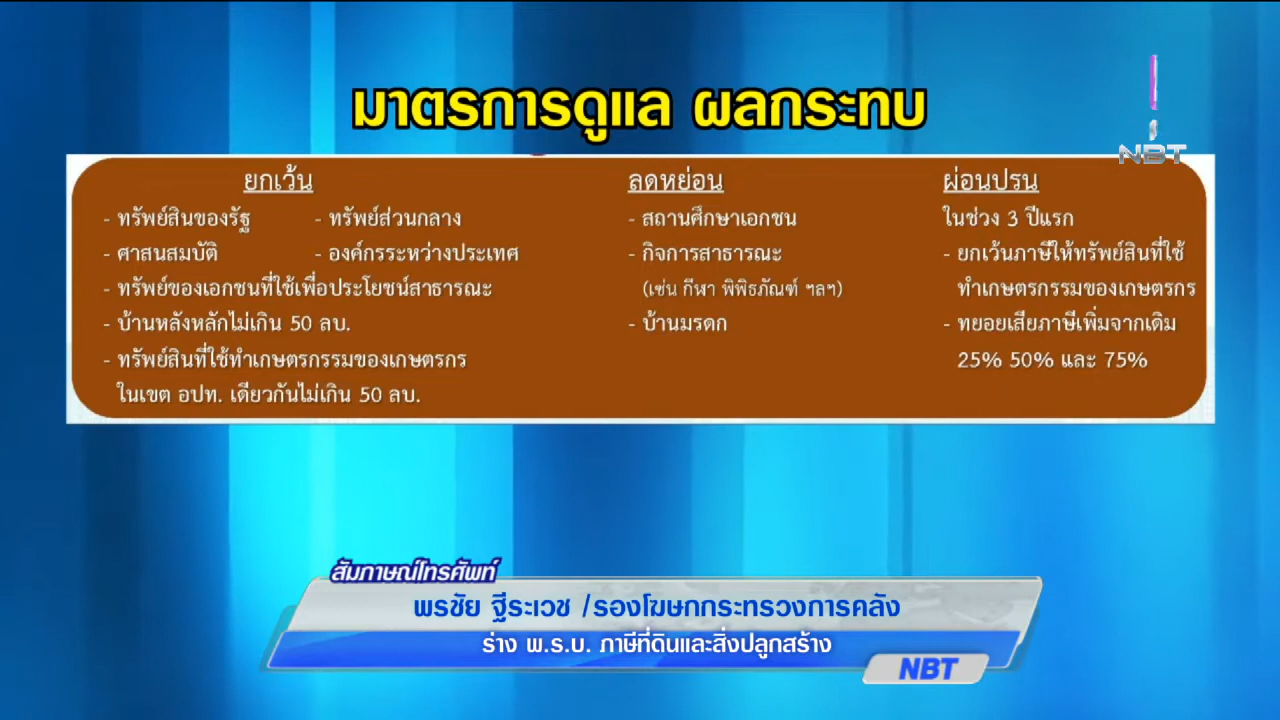 มาตรการดูแล ผลกระทบ
NBT
ยกเว้น
- ทรัพย์สินของรัฐ - ทรัพย์ส่วนกลาง
- ศาสนสมบัติ - องค์กรระหว่างประเทศ
- ทรัพย์ของเอกชนที่ใช้เพื่อประโยชน์สาธารณะ
- บ้านหลังหลักไม่เกิน 50 ลบ.
- ทรัพย์สินที่ใช้ทำเกษตรกรรมของเกษตรกร
ในเขต อปท. เดียวกันไม่เกิน 50 ลบ.
ลดหย่อน
- สถานศึกษาเอกชน
- กิจการสาธารณะ
(เช่น กีฬา พิพิธภัณฑ์ ฯลฯ)
- บ้านมรดก
ผ่อนปรน
ในช่วง 3 ปีแรก
- ยกเว้นภาษีให้ทรัพย์สินที่ใช้
ทำเกษตรกรรมของเกษตรกร
- ทยอยเสียภาษีเพิ่มจากเดิม
25% 50% และ 75%
สัมภาษณ์โทรศัพท์
พรชัย ฐีระเวช /รองโฆษกกระทรวงการคลัง
ร่าง พ.ร.บ. ภาษีที่ดินและสิ่งปลูกสร้าง
NBT